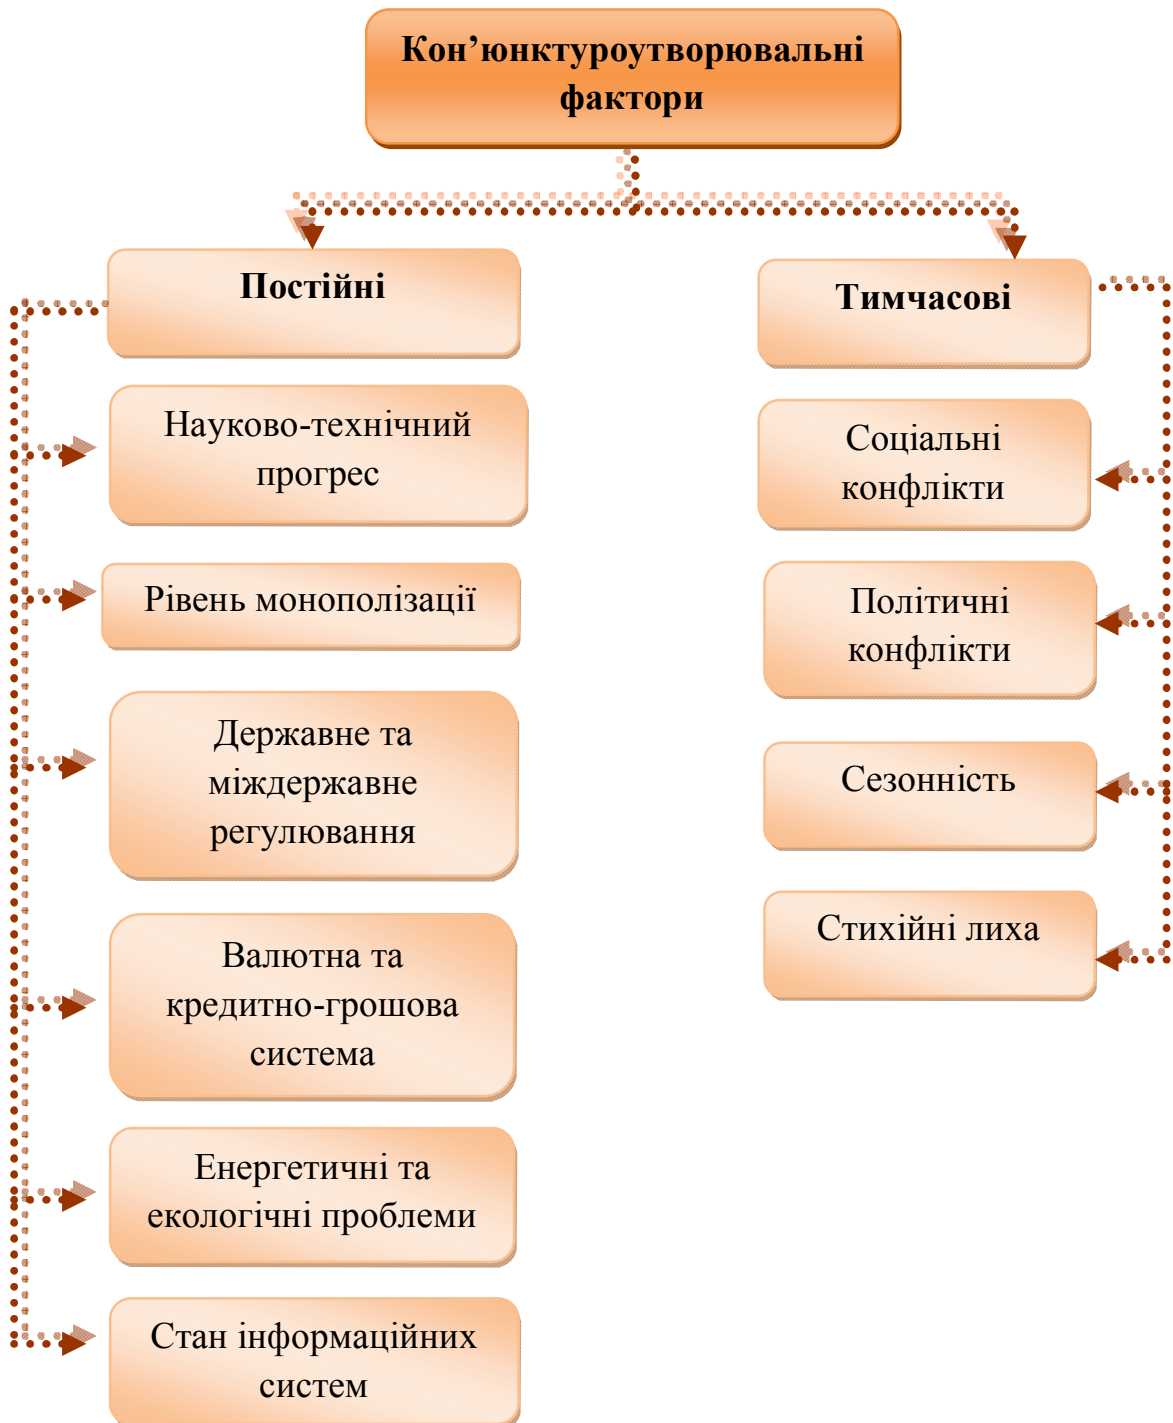 Кон’юнктуроутворювальні
фактори
Постійні
Науково-технічний
прогрес
Рівень монополізації
Державне та
міждержавне
регулювання
Валютна та
кредитно-грошова
система
Енергетичні та
екологічні проблеми
Стан інформаційних
систем
Тимчасові
Соціальні
конфлікти
Політичні
конфлікти
Сезонність
Стихійні лиха